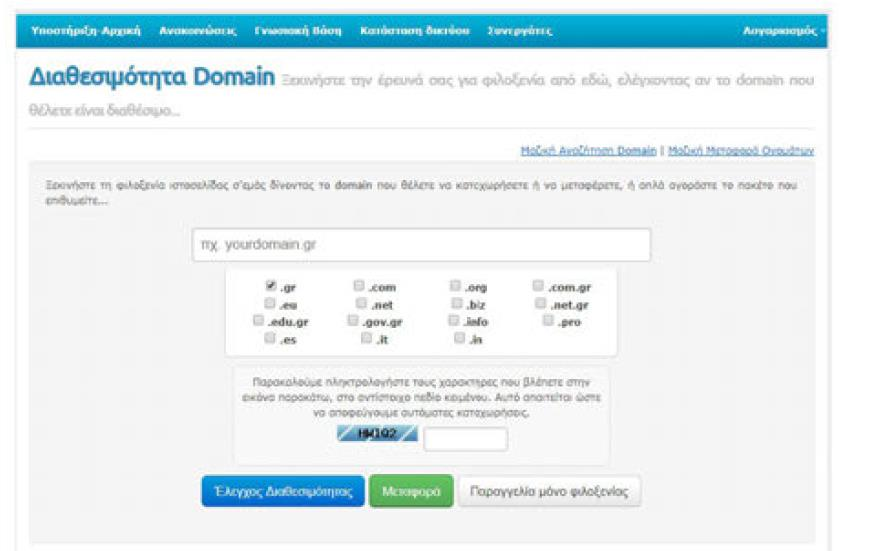 Υποστήριξη-Αρχική Ανακοινώσεις Γνωσιακή Βάση Κατάσταση δικτύου Συνεργάτες Λογαριασμός
Διαθεσιμότητα Domain Ξεκινήστε την έρευνά σας για φιλοξενία από εδώ, ελέγχοντας αν το domain που
θέλετε είναι διαθέσιμο...
Μαζική Αναζήτηση Domain | Μαζική Μεταφορά Ονομάτων
Ξεκινήστε τη φιλοξενία ιστοσελίδας σ'εμάς δίνοντας το domain που θέλετε να κατοχωρήσετε ή να μεταφέρετε, ή απλά αγοράστε το πακέτο που
επιθυμείτε...
πχ. yourdomain.gr
.gr .com .org .com.gr
.eu .net .biz .net.gr
.edu.gr .gov.gr .info .pro
.es .it .in
Παρακαλούμε πληκτρολογήστε τους χαρακτηρες που βλέπετε στην
εικόνα παρακάτω, στο αντίστοιχο πεδίο κειμένου. Αυτό απαιτείται ώστε
να αποφεύγουμε αυτόματες καταχωρήσεις.
HW1Q2
Έλεγχος Διαθεσιμότητας Μεταφορά Παραγγελία μόνο φιλοξενίας